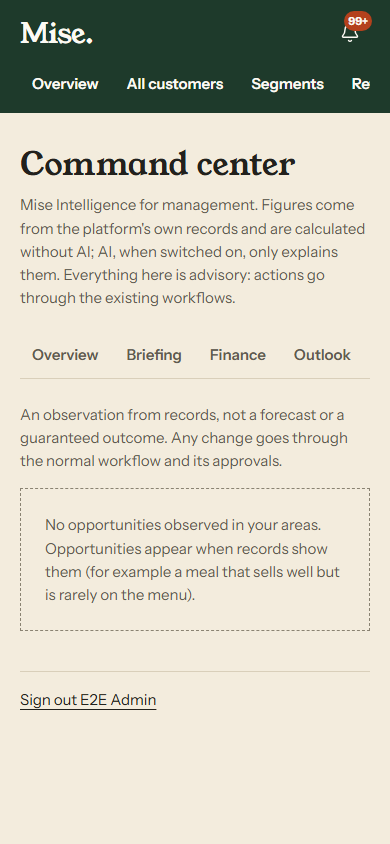 Mise.
99+
Overview All customers Segments Re
Command center
Mise Intelligence for management. Figures come
from the platform's own records and are calculated
without AI; AI, when switched on, only explains
them. Everything here is advisory: actions go
through the existing workflows.
Overview Briefing Finance Outlook
An observation from records, not a forecast or a
guaranteed outcome. Any change goes through
the normal workflow and its approvals.
No opportunities observed in your areas.
Opportunities appear when records show
them (for example a meal that sells well but
is rarely on the menu).
Sign out E2E Admin